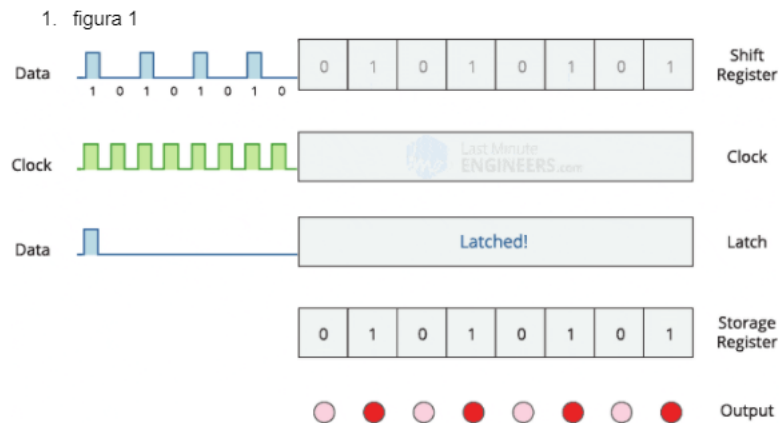 1. figura 1
Data
1 0 1 0 1 0 1 0
0 1 0 1 0 1 0 1
Shift
Register
Clock
Last Minute
ENGINEERS.com
Clock
Data
Latched!
Latch
0 1 0 1 0 1 0 1
Storage
Register
Output